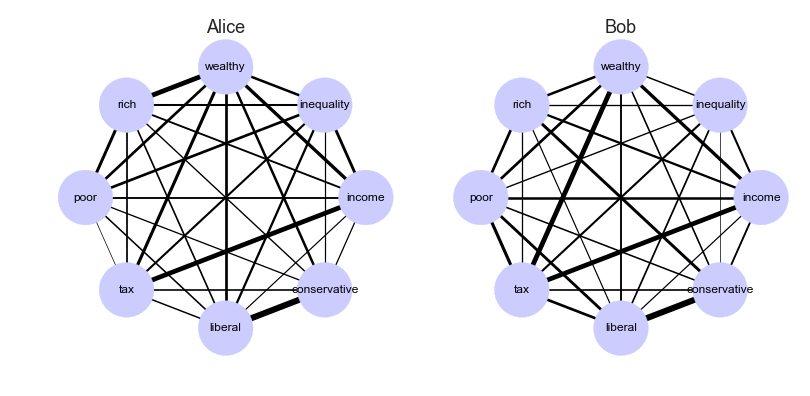 Alice
wealthy
rich
inequality
poor
income
tax
conservative
liberal
Bob
wealthy
rich
inequality
poor
income
tax
conservative
liberal